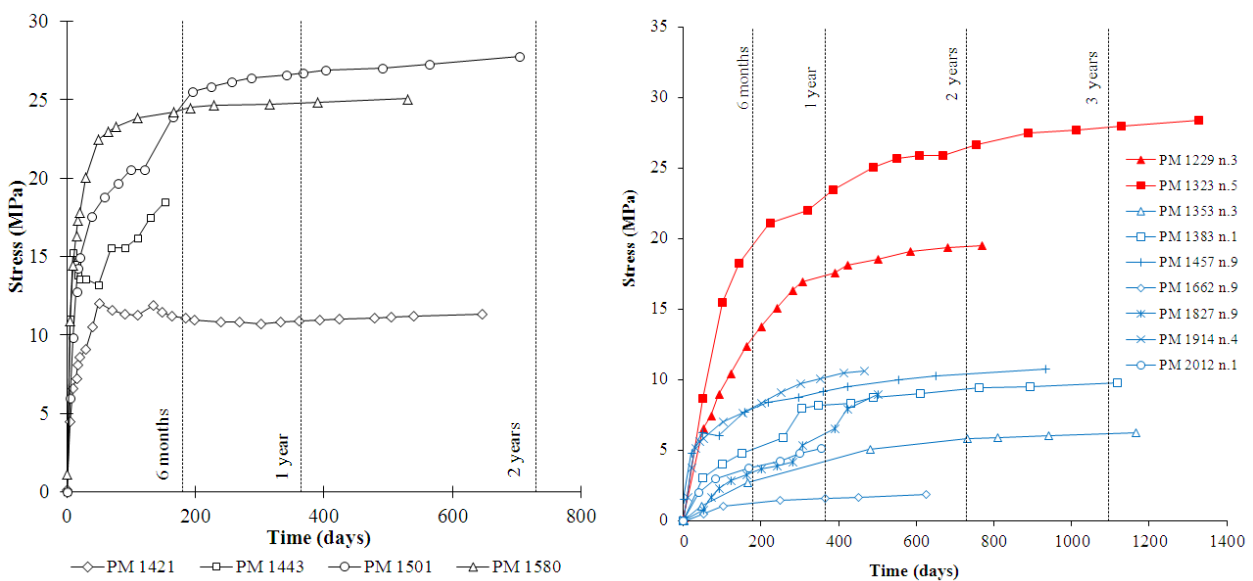 30
25
20
15
10
5
0
Stress (MPa)
6 months
1 year
2 years
0 200 400 600 800
Time (days)
PM 1421 PM 1443 PM 1501 PM 1580
35
30
25
20
15
10
5
0
Stress (MPa)
6 months
1 year
2 years
3 years
PM 1229 n.3
PM 1323 n.5
PM 1353 n.3
PM 1383 n.1
PM 1457 n.9
PM 1662 n.9
PM 1827 n.9
PM 1914 n.4
PM 2012 n.1
0 200 400 600 800 1000 1200 1400
Time (days)